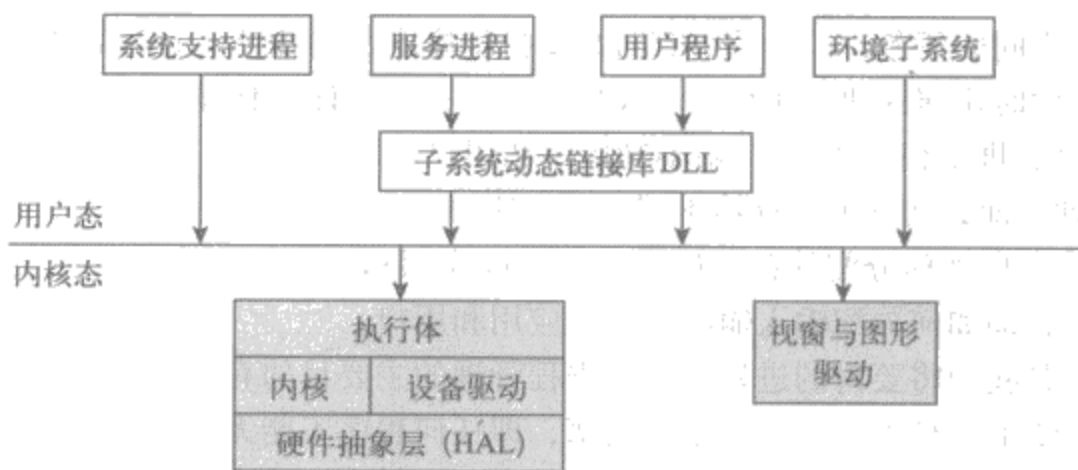 系统支持进程
服务进程
用户程序
环境子系统
子系统动态链接库DLL
用户态
内核态
执行体
视窗与图形
驱动
内核
设备驱动
硬件抽象层（HAL）